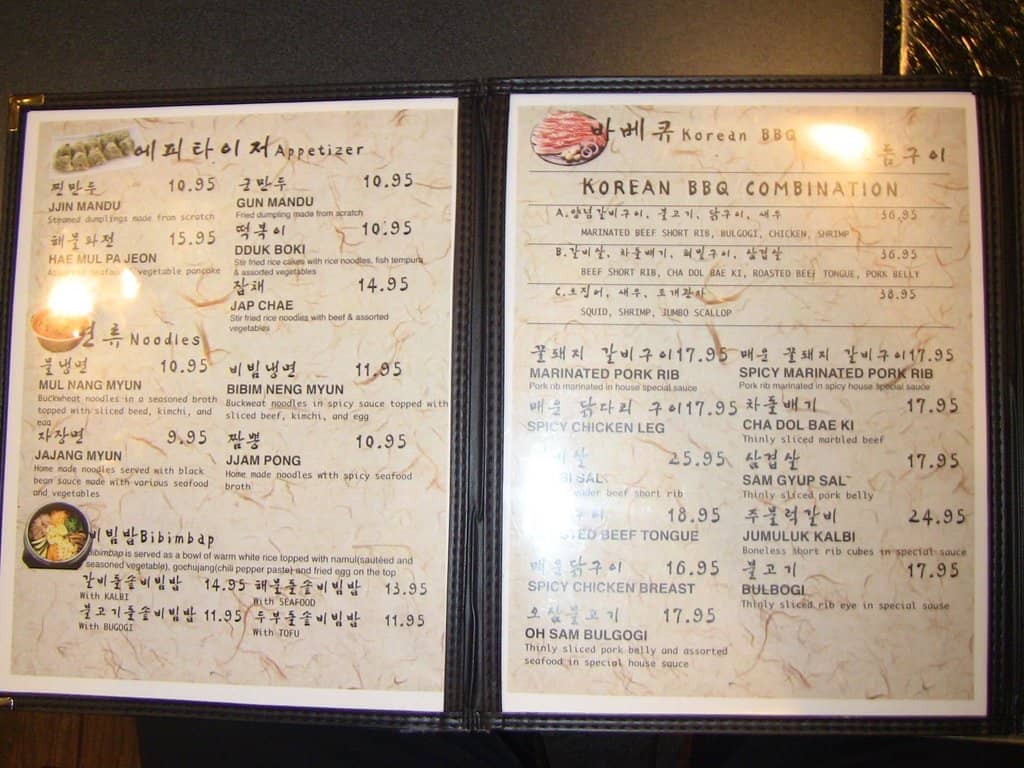 에피타이저 Appetizer
찐만두 10.95
JJIN MANDU
Steamed dumplings made from scratch
해물파전 15.95
HAE MUL PA JEON
seafood vegetable pancake
군만두 10.95
GUN MANDU
Fried dumpling made from scratch
떡볶이 10.95
DDUK BOKI
Stir fried rice cakes with rice noodles, fish tempura
& assoded vegetables
잡채 14.95
JAP CHAE
Stir fried rice noodles with beef & assorted
vegetables
면류 Noodles
물냉면 10.95
MUL NANG MYUN
Buckwheat noodles in a seasoned broth
topped with sliced beed, kimchi, and
egg
자장면 9.95
JAJANG MYUN
Home made noodles served with black
bean sauce made with various seafood
and vegetables
비빔냉면 11.95
BIBIM NENG MYUN
Buckweat noodles in spicy sauce topped with
sliced beef, kimchi, and egg
짬뽕 10.95
JJAM PONG
Home made noodles with spicy seafood
broth
비빔밥 Bibimbap
Bibimbap is served as a bowl of warm white rice topped with namul(sautéed and
seasoned vegetable), gochujang(chili pepper paste) and fried egg on the top
갈비돌솥비빔밥 14.95 해물돌솥비빔밥 13.95
With KALBI With SEAFOOD
불고기돌솥비빔밥 11.95 두부돌솥비빔밥 11.95
With BUGOGI With TOFU
바베큐 Korean BBQ
구이
KOREAN BBQ COMBINATION
A.양념갈비구이, 불고기, 닭구이, 새우 36.95
MARINATED BEEF SHORT RIB, BULGOGI, CHICKEN, SHRIMP
B.갈비살, 차돌배기, 혀밑구이, 삼겹살 36.95
BEEF SHORT RIB, CHA DOL BAE KI, ROASTED BEEF TONGUE, PORK BELLY
C.오징어, 새우, 조개관자 38.95
SQUID, SHRIMP, JUMBO SCALLOP
꿀돼지 갈비구이 17.95
MARINATED PORK RIB
Pork rib marinated in house special sauce
매운 닭다리 구이 17.95
SPICY CHICKEN LEG
살 25.95
BI SAL
beef short rib
구이 18.95
BEEF TONGUE
매운닭구이 16.95
SPICY CHICKEN BREAST
오삼불고기 17.95
OH SAM BULGOGI
Thinly sliced pork belly and assorted
seafood in special house sauce
매운 꿀돼지 갈비구이 17.95
SPICY MARINATED PORK RIB
Pork rib marinated in spicy house special sauce
차돌배기 17.95
CHA DOL BAE KI
Thinly sliced marbled beef
삼겹살 17.95
SAM GYUP SAL
Thinly sliced pork belly
주물럭갈비 24.95
JUMULUK KALBI
Boneless short rib cubes in special sauce
불고기 17.95
BULBOGI
Thinly sliced rib eye in special sause